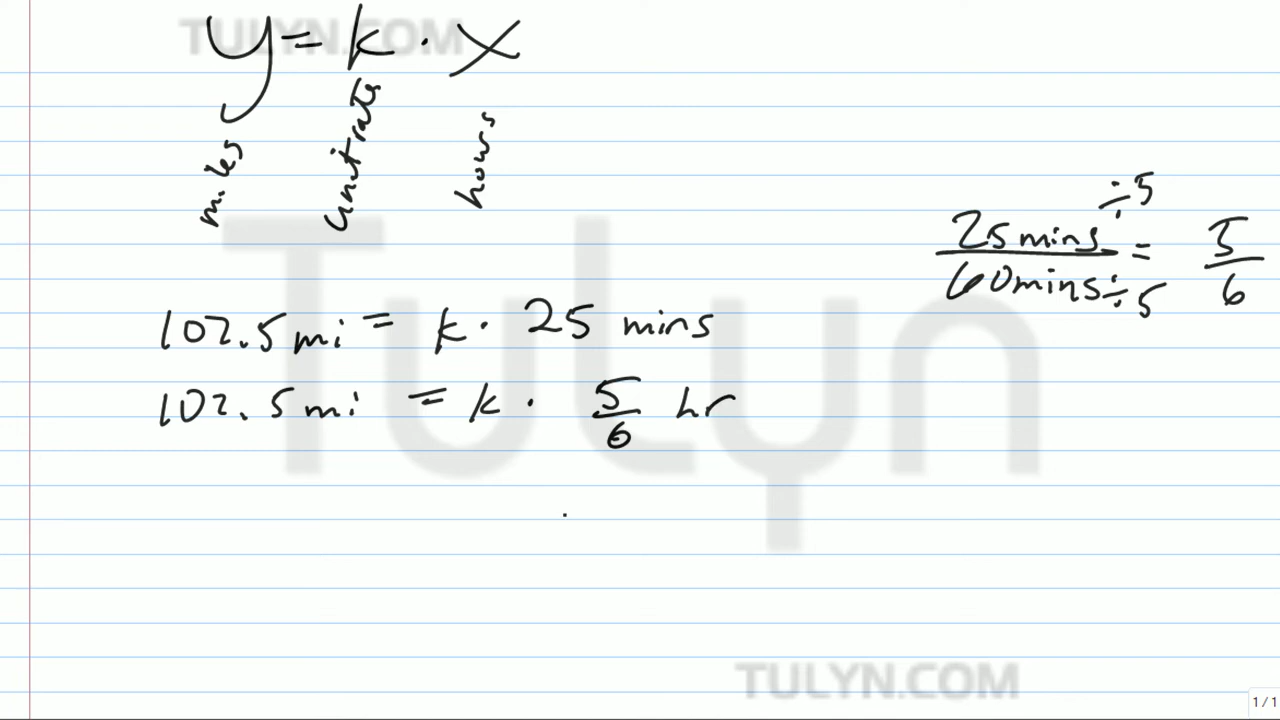 TULYN.COM
y = k · x
miles unit rate hours
25 mins ÷5 / 60 mins ÷5 = 5/6
102.5 mi = k · 25 mins
102.5 mi = k · 5/6 hr
Tulyn
TULYN.COM
1/1